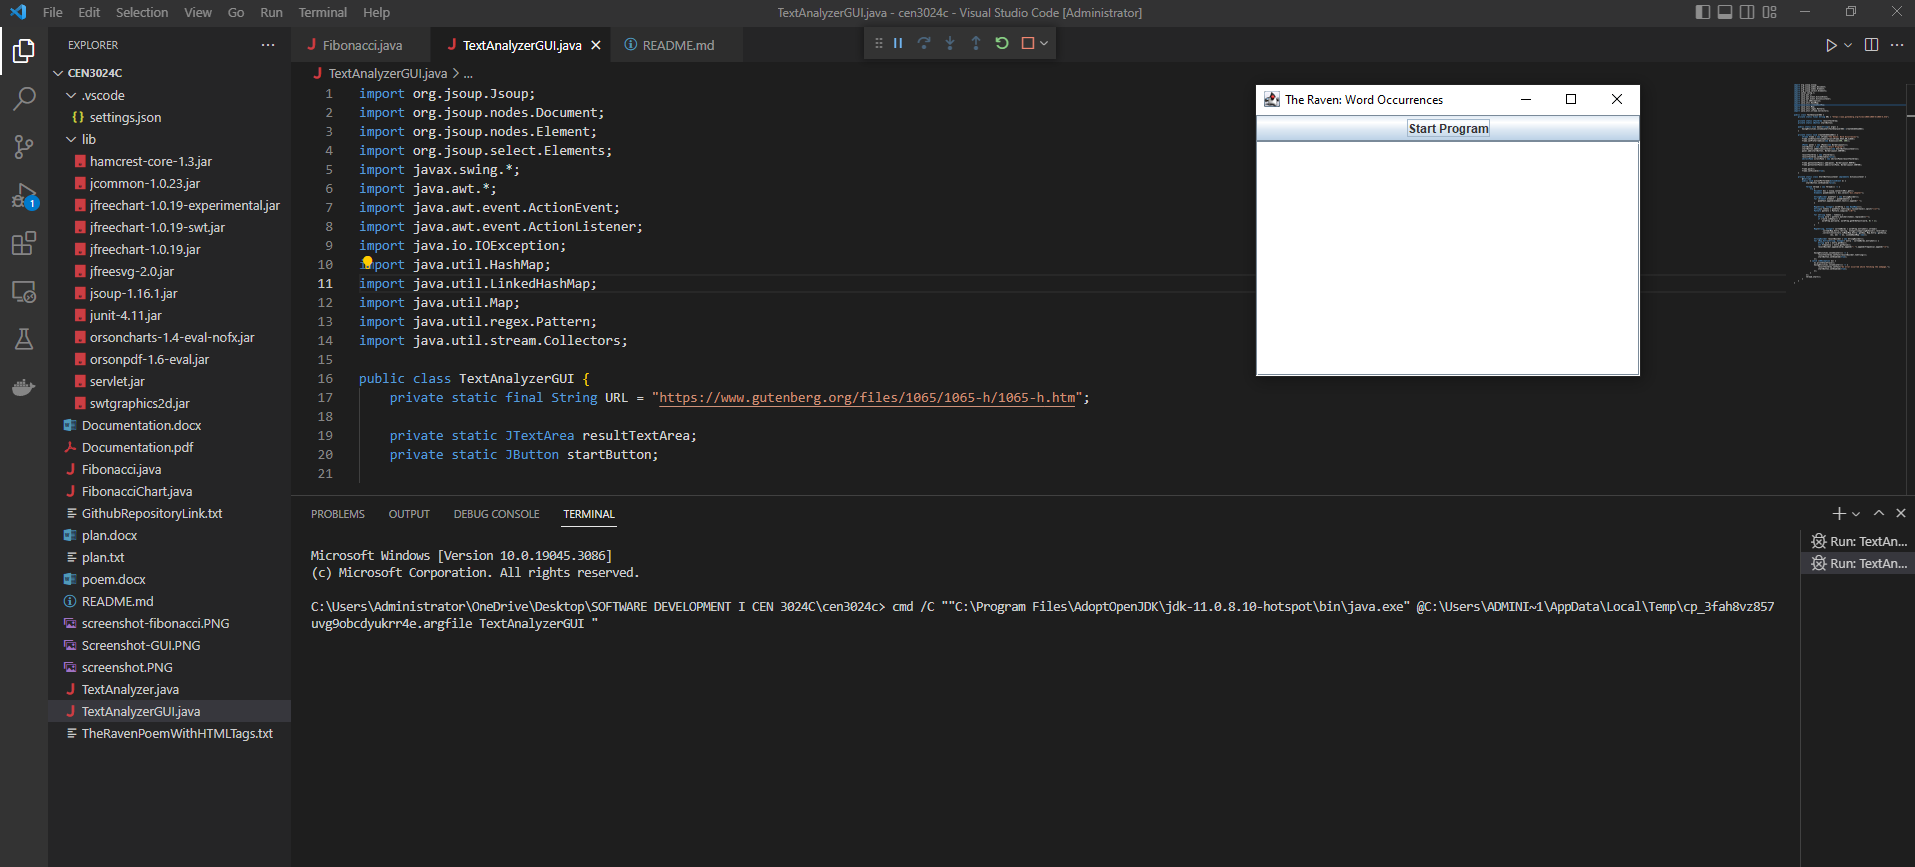 File Edit Selection View Go Run Terminal Help
TextAnalyzerGUI.java - cen3024c - Visual Studio Code [Administrator]
EXPLORER
CEN3024C
.vscode
{} settings.json
lib
hamcrest-core-1.3.jar
jcommon-1.0.23.jar
jfreechart-1.0.19-experimental.jar
jfreechart-1.0.19-swt.jar
jfreechart-1.0.19.jar
jfreesvg-2.0.jar
jsoup-1.16.1.jar
junit-4.11.jar
orsoncharts-1.4-eval-nofx.jar
orsonpdf-1.6-eval.jar
servlet.jar
swtgraphics2d.jar
Documentation.docx
Documentation.pdf
J Fibonacci.java
J FibonacciChart.java
GithubRepositoryLink.txt
plan.docx
plan.txt
poem.docx
README.md
screenshot-fibonacci.PNG
Screenshot-GUI.PNG
screenshot.PNG
J TextAnalyzer.java
J TextAnalyzerGUI.java
TheRavenPoemWithHTMLTags.txt
1
J Fibonacci.java
J TextAnalyzerGUI.java
README.md
J TextAnalyzerGUI.java > ...
1 import org.jsoup.Jsoup;
2 import org.jsoup.nodes.Document;
3 import org.jsoup.nodes.Element;
4 import org.jsoup.select.Elements;
5 import javax.swing.*;
6 import java.awt.*;
7 import java.awt.event.ActionEvent;
8 import java.awt.event.ActionListener;
9 import java.io.IOException;
10 import java.util.HashMap;
11 import java.util.LinkedHashMap;
12 import java.util.Map;
13 import java.util.regex.Pattern;
14 import java.util.stream.Collectors;
15
16 public class TextAnalyzerGUI {
17 private static final String URL = "https://www.gutenberg.org/files/1065/1065-h/1065-h.htm";
18
19 private static JTextArea resultTextArea;
20 private static JButton startButton;
21
The Raven: Word Occurrences
Start Program
PROBLEMS OUTPUT DEBUG CONSOLE TERMINAL
Microsoft Windows [Version 10.0.19045.3086]
(c) Microsoft Corporation. All rights reserved.
C:\Users\Administrator\OneDrive\Desktop\SOFTWARE DEVELOPMENT I CEN 3024C\cen3024c> cmd /C ""C:\Program Files\AdoptOpenJDK\jdk-11.0.8.10-hotspot\bin\java.exe" @C:\Users\ADMINI~1\AppData\Local\Temp\cp_3fah8vz857
uvg9obcdyukrr4e.argfile TextAnalyzerGUI "
Run: TextAn...
Run: TextAn...